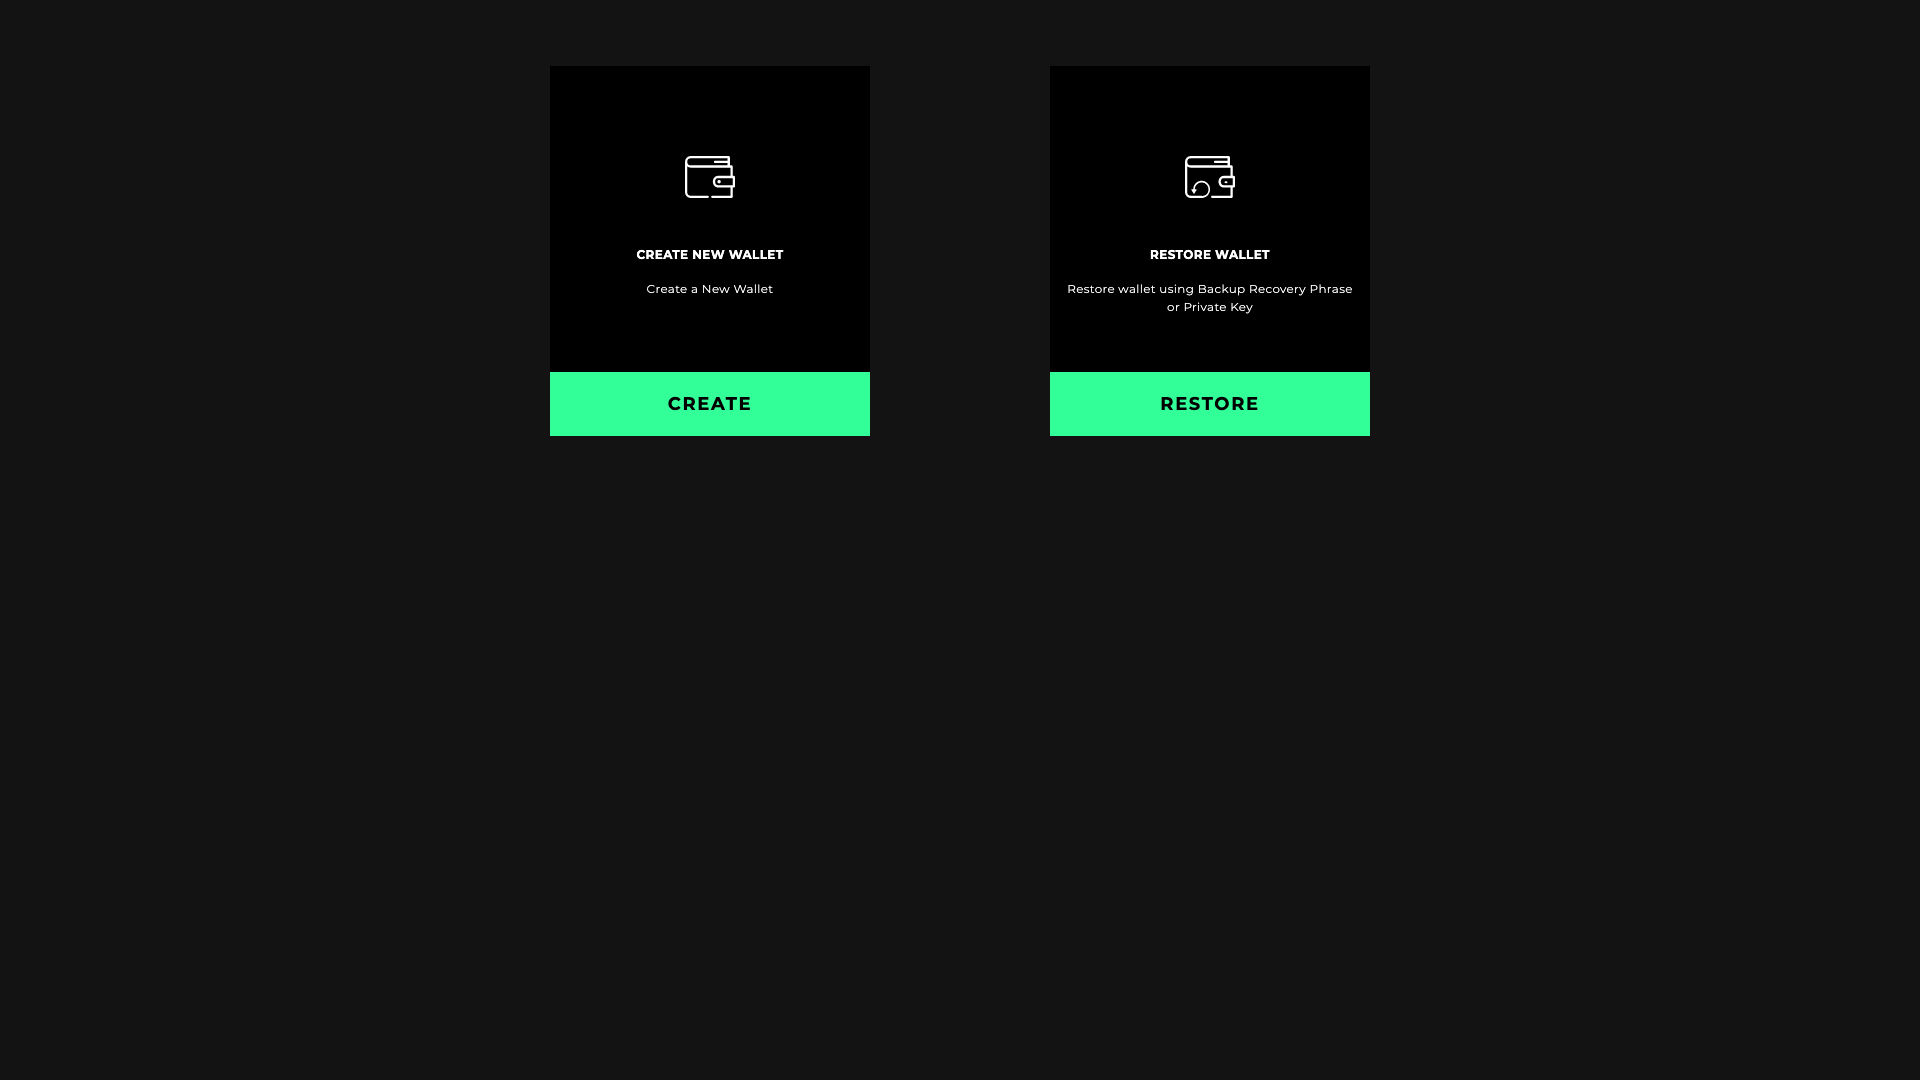 CREATE NEW WALLET
Create a New Wallet
CREATE
RESTORE WALLET
Restore wallet using Backup Recovery Phrase
or Private Key
RESTORE